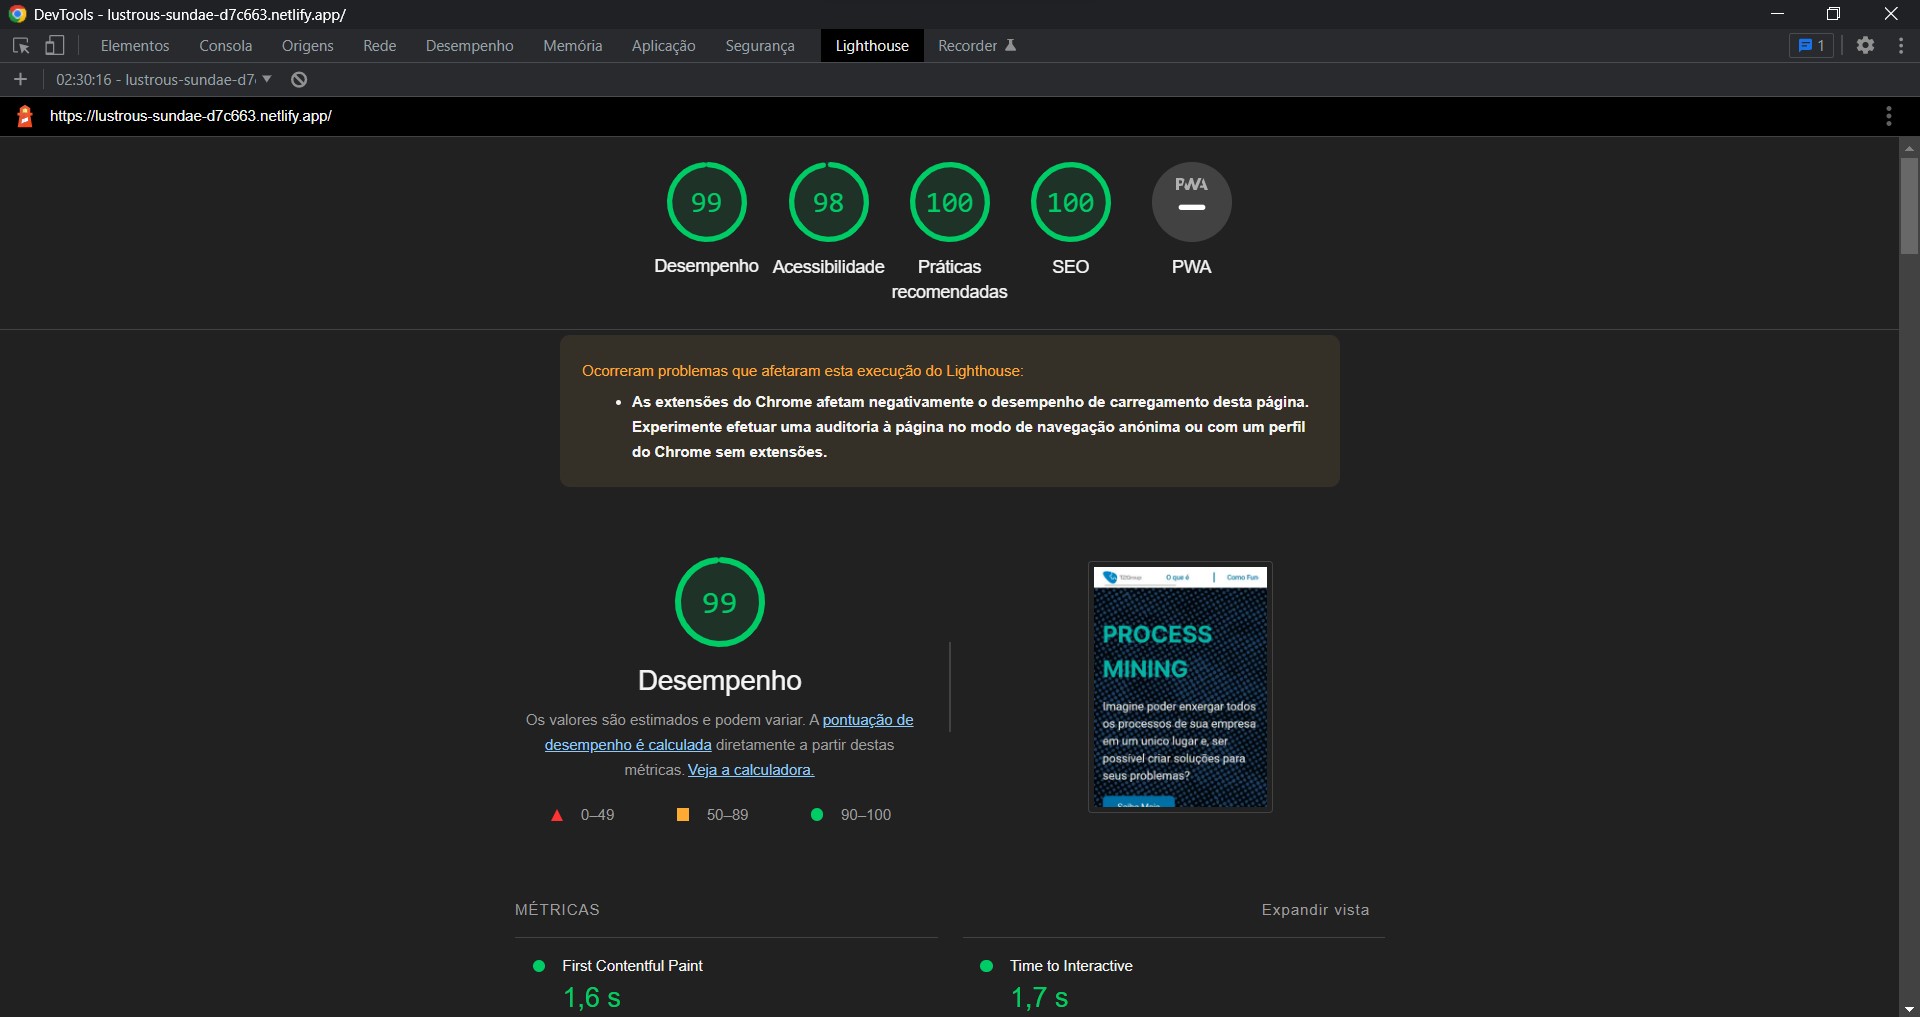 DevTools - lustrous-sundae-d7c663.netlify.app/
Elementos Consola Origens Rede Desempenho Memória Aplicação Segurança Lighthouse Recorder 1
02:30:16 - lustrous-sundae-d7
https://lustrous-sundae-d7c663.netlify.app/
99 98 100 100 PWA
Desempenho Acessibilidade Práticas recomendadas SEO PWA
Ocorreram problemas que afetaram esta execução do Lighthouse:
As extensões do Chrome afetam negativamente o desempenho de carregamento desta página.
Experimente efetuar uma auditoria à página no modo de navegação anónima ou com um perfil
do Chrome sem extensões.
99
Desempenho
Os valores são estimados e podem variar. A pontuação de
desempenho é calculada diretamente a partir destas
métricas. Veja a calculadora.
0–49 50–89 90–100
O que é | Como Fun
PROCESS
MINING
Imagine poder enxergar todos
os processos de sua empresa
em um unico lugar e, ser
possível criar soluções para
seus problemas?
Saiba Mais
MÉTRICAS
Expandir vista
First Contentful Paint
1,6 s
Time to Interactive
1,7 s